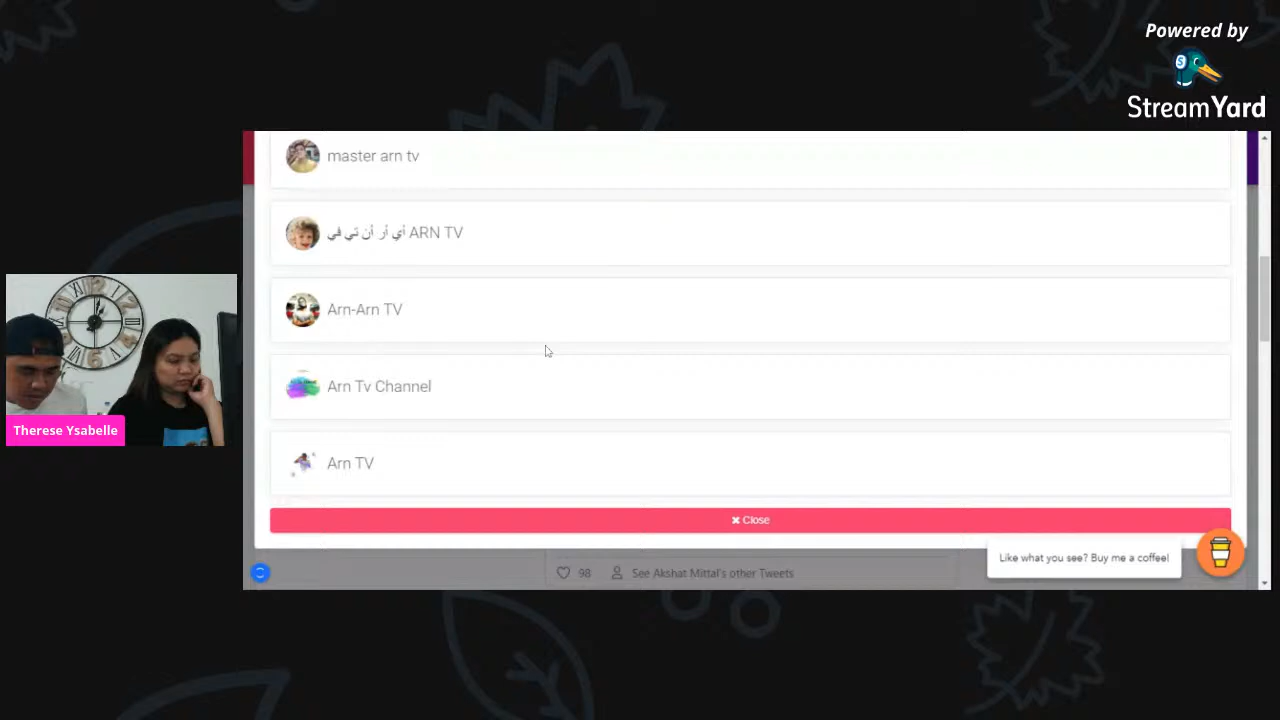 Powered by
StreamYard
master arn tv
أي أر أن تي في ARN TV
Arn-Arn TV
Arn Tv Channel
Arn TV
Close
Therese Ysabelle
Like what you see? Buy me a coffee!
98 See Akshat Mittal's other Tweets